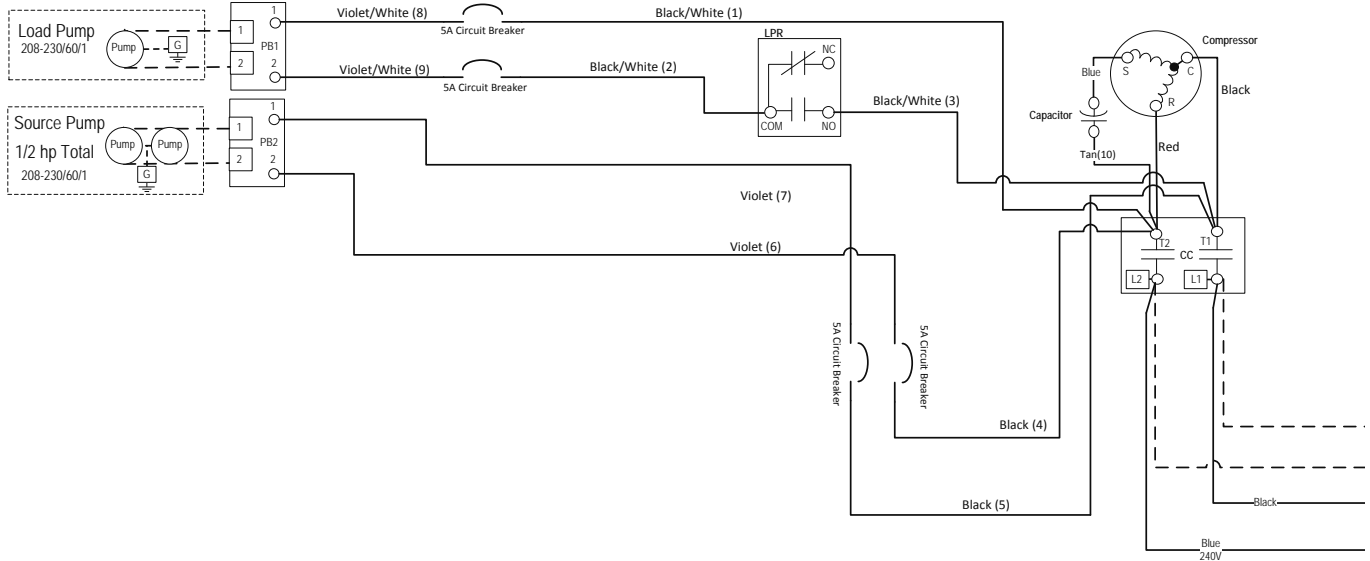 Load Pump
208-230/60/1
Pump
G
1
2
1
PB1
2
Violet/White (8)
5A Circuit Breaker
Black/White (1)
Violet/White (9)
5A Circuit Breaker
Black/White (2)
LPR
NC
COM
NO
Black/White (3)
Compressor
S
C
R
Blue
Capacitor
Tan(10)
Red
Black
Source Pump
1/2 hp Total
208-230/60/1
Pump
Pump
G
1
2
1
PB2
2
Violet (7)
Violet (6)
5A Circuit Breaker
5A Circuit Breaker
Black (4)
Black (5)
T2
T1
CC
L2
L1
Black
Blue
240V